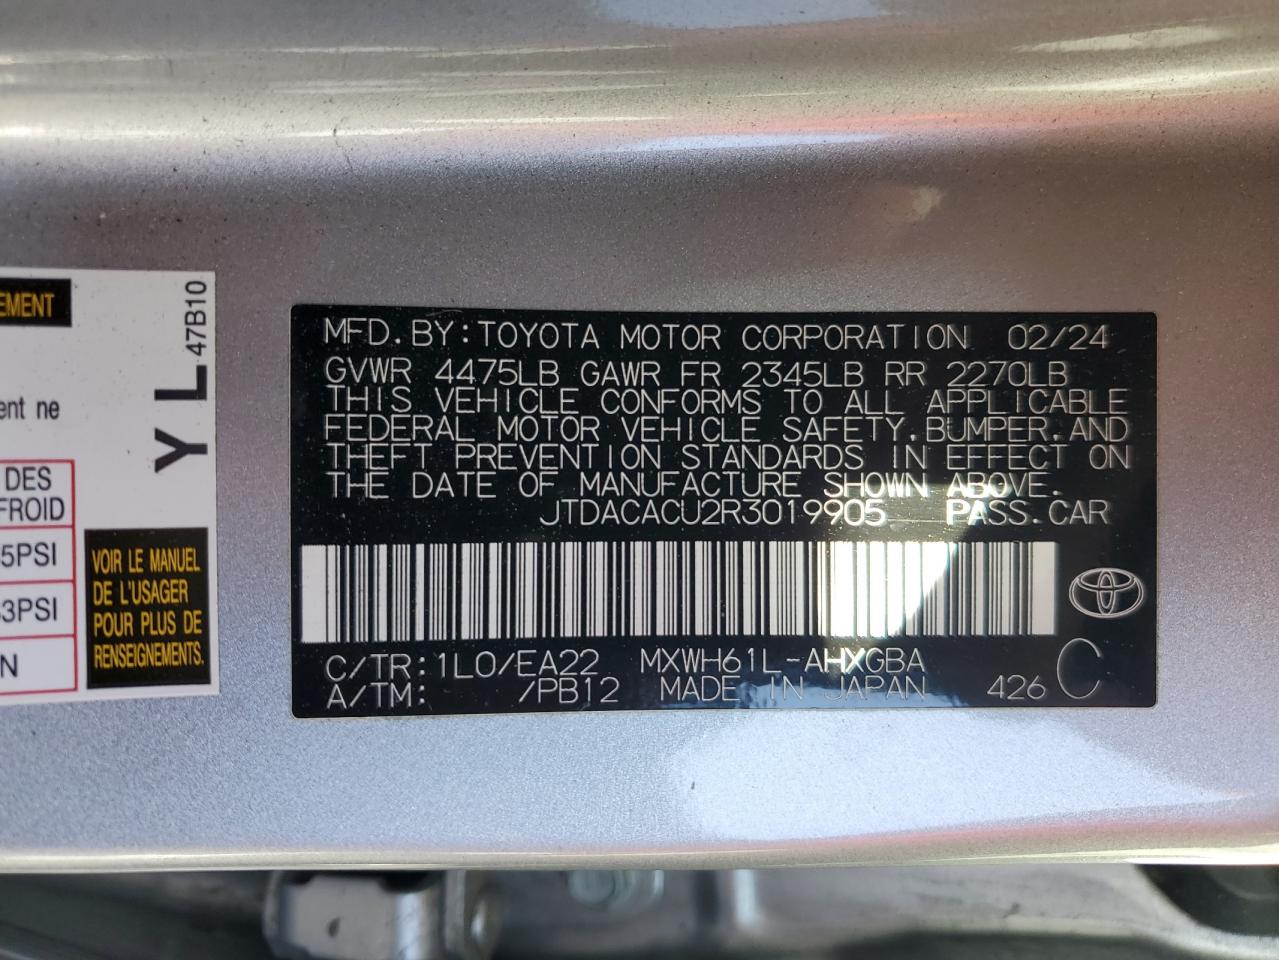 EMENT
ent ne
DES
FROID
5PSI
3PSI
N
Y L 47B10
VOIR LE MANUEL
DE L'USAGER
POUR PLUS DE
RENSEIGNEMENTS.
MFD. BY: TOYOTA MOTOR CORPORATION 02/24
GVWR 4475LB GAWR FR 2345LB RR 2270LB
THIS VEHICLE CONFORMS TO ALL APPLICABLE
FEDERAL MOTOR VEHICLE SAFETY, BUMPER, AND
THEFT PREVENTION STANDARDS IN EFFECT ON
THE DATE OF MANUFACTURE SHOWN ABOVE.
JTDACACU2R3019905 PASS. CAR
C/TR: 1L0/EA22 MXWH61L-AHXGBA
A/TM: /PB12 MADE IN JAPAN 426 C